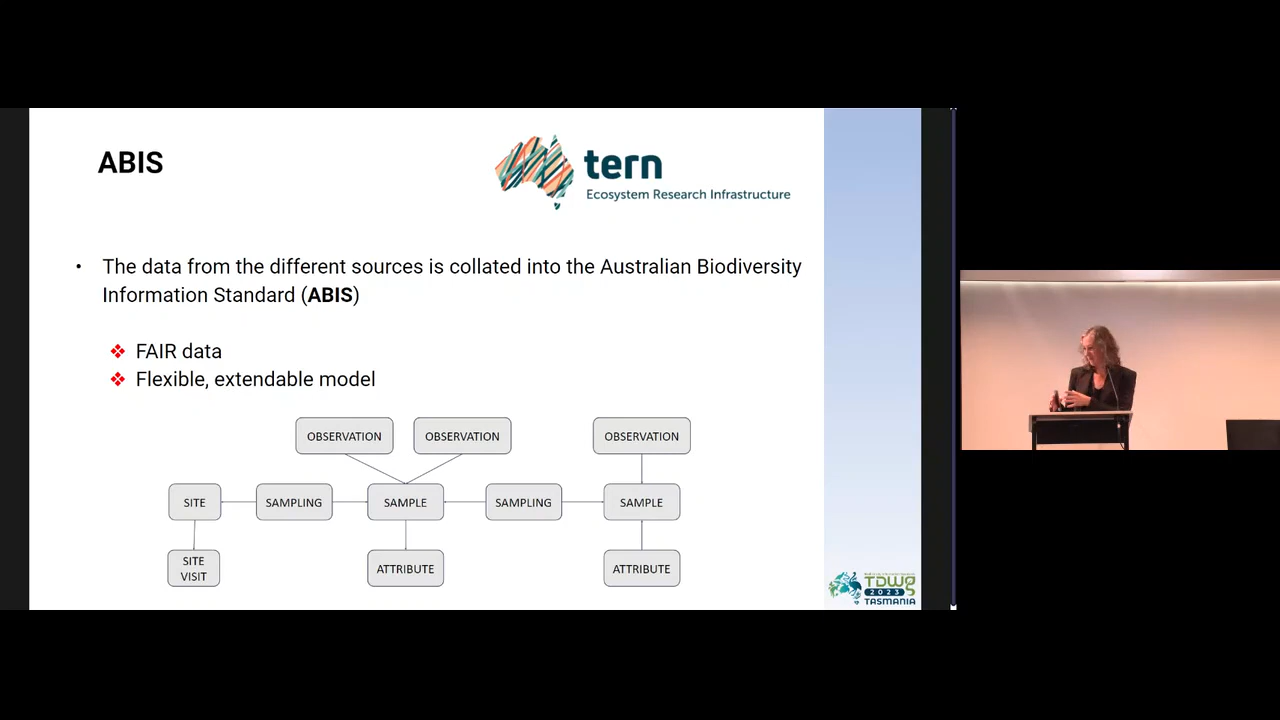 ABIS
tern
Ecosystem Research Infrastructure
• The data from the different sources is collated into the Australian Biodiversity
Information Standard (ABIS)
❖ FAIR data
❖ Flexible, extendable model
OBSERVATION
OBSERVATION
OBSERVATION
SITE
SAMPLING
SAMPLE
SAMPLING
SAMPLE
SITE
VISIT
ATTRIBUTE
ATTRIBUTE
TDWG
2023
TASMANIA